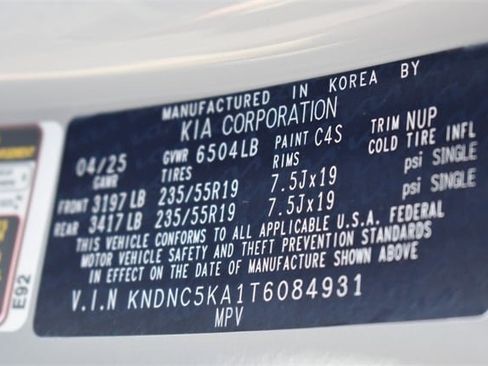 MANUFACTURED IN KOREA BY
KIA CORPORATION
04/25 GVWR 6504LB PAINT C4S TRIM NUP
GAWR TIRES RIMS COLD TIRE INFL
FRONT 3197 LB 235/55R19 7.5Jx19 psi SINGLE
REAR 3417 LB 235/55R19 7.5Jx19 psi SINGLE
THIS VEHICLE CONFORMS TO ALL APPLICABLE U.S.A. FEDERAL
MOTOR VEHICLE SAFETY AND THEFT PREVENTION STANDARDS
IN EFFECT ON THE DATE OF MANUFACTURE SHOWN ABOVE
V.I.N KNDNC5KA1T6084931
MPV
E92